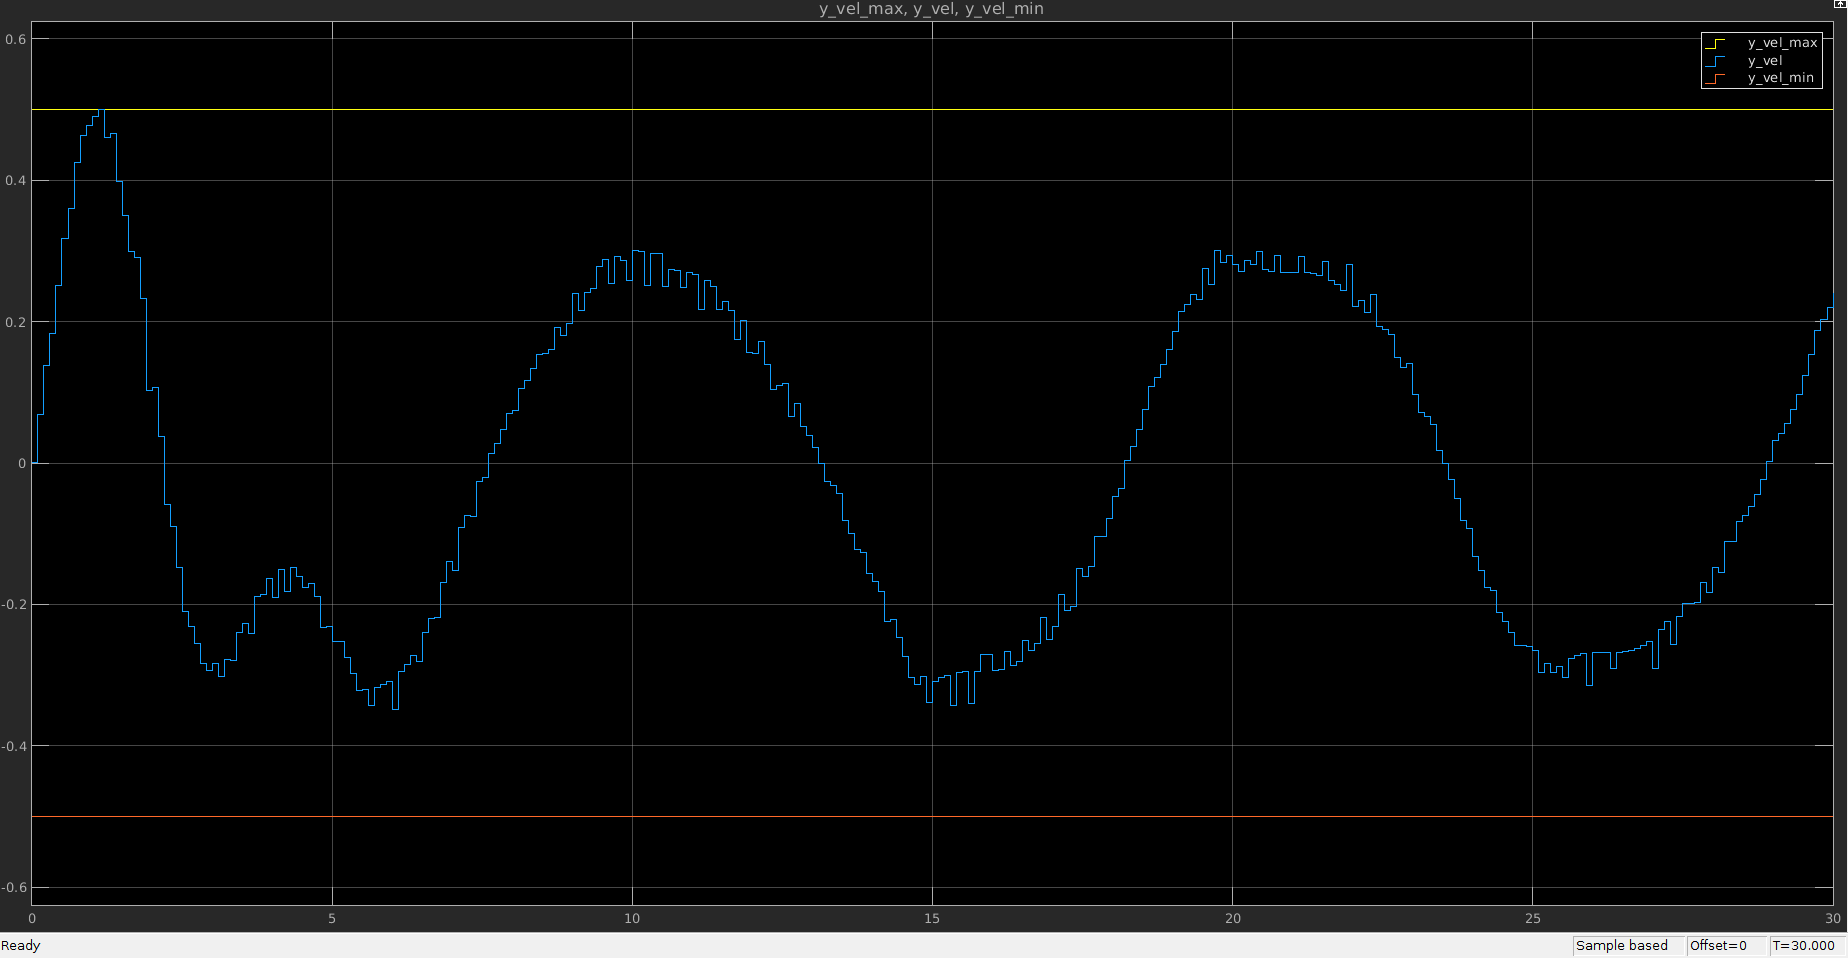 y_vel_max, y_vel, y_vel_min
y_vel_max
y_vel
y_vel_min
0.6
0.4
0.2
0
-0.2
-0.4
-0.6
0 5 10 15 20 25 30
Ready Sample based Offset=0 T=30.000